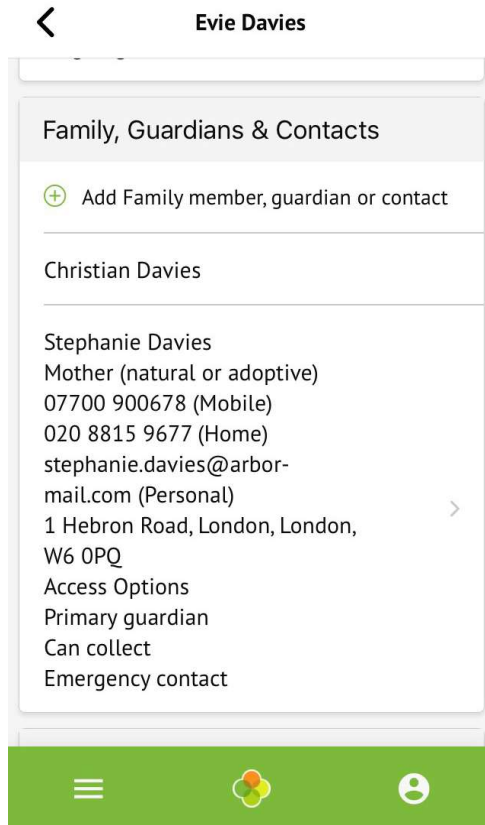 Evie Davies
Family, Guardians & Contacts
Add Family member, guardian or contact
Christian Davies
Stephanie Davies
Mother (natural or adoptive)
07700 900678 (Mobile)
020 8815 9677 (Home)
stephanie.davies@arbor-
mail.com (Personal)
1 Hebron Road, London, London,
W6 0PQ
Access Options
Primary guardian
Can collect
Emergency contact